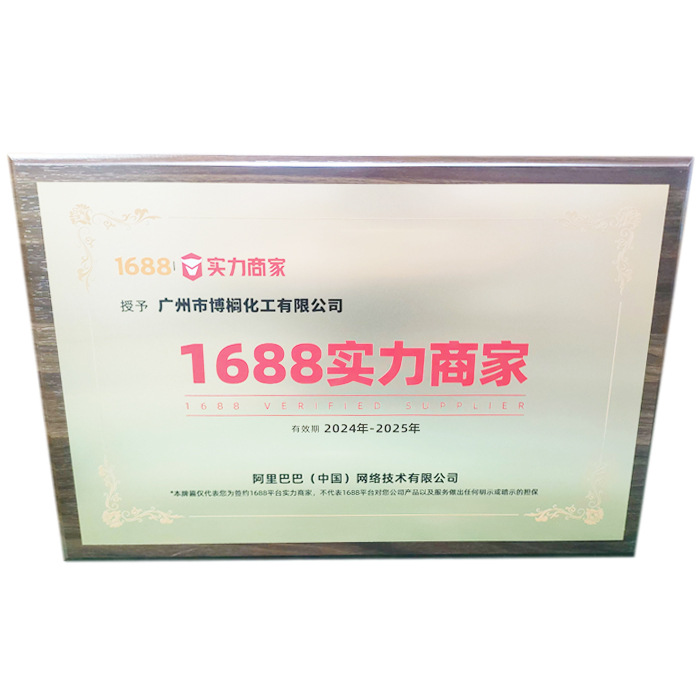 1688 实力商家
授予 广州市博榈化工有限公司
1688实力商家
1688 VERIFIED SUPPLIER
有效期 2024年-2025年
阿里巴巴（中国）网络技术有限公司
*本牌匾仅代表您为签约1688平台实力商家，不代表1688平台对您公司产品以及服务做出任何明示或暗示的担保